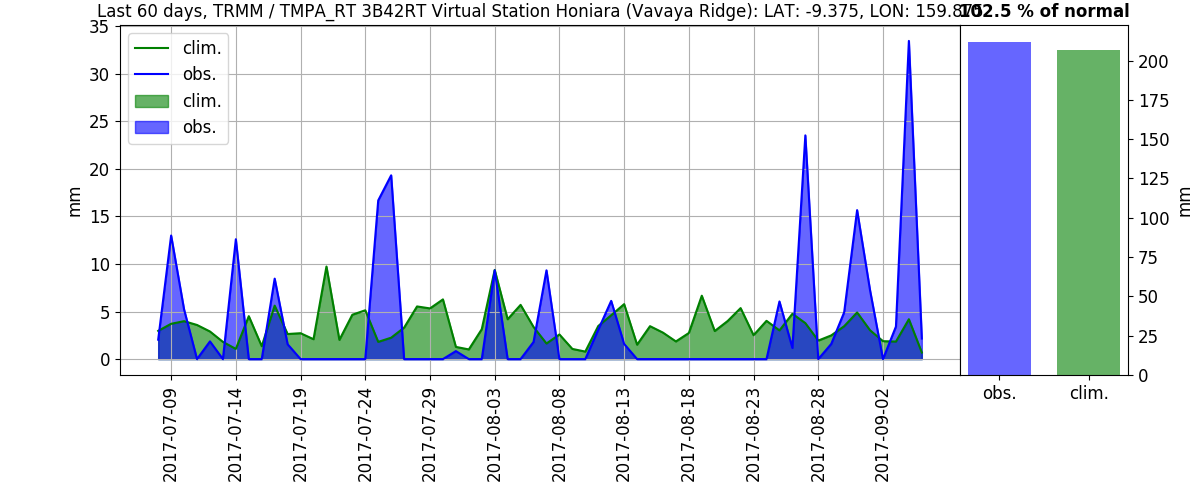 Last 60 days, TRMM / TMPA_RT 3B42RT Virtual Station Honiara (Vavaya Ridge): LAT: -9.375, LON: 159.875
102.5 % of normal
35
30
25
20
15
10
5
0
mm
clim.
obs.
clim.
obs.
2017-07-09
2017-07-14
2017-07-19
2017-07-24
2017-07-29
2017-08-03
2017-08-08
2017-08-13
2017-08-18
2017-08-23
2017-08-28
2017-09-02
200
175
150
125
100
75
50
25
0
mm
obs.
clim.